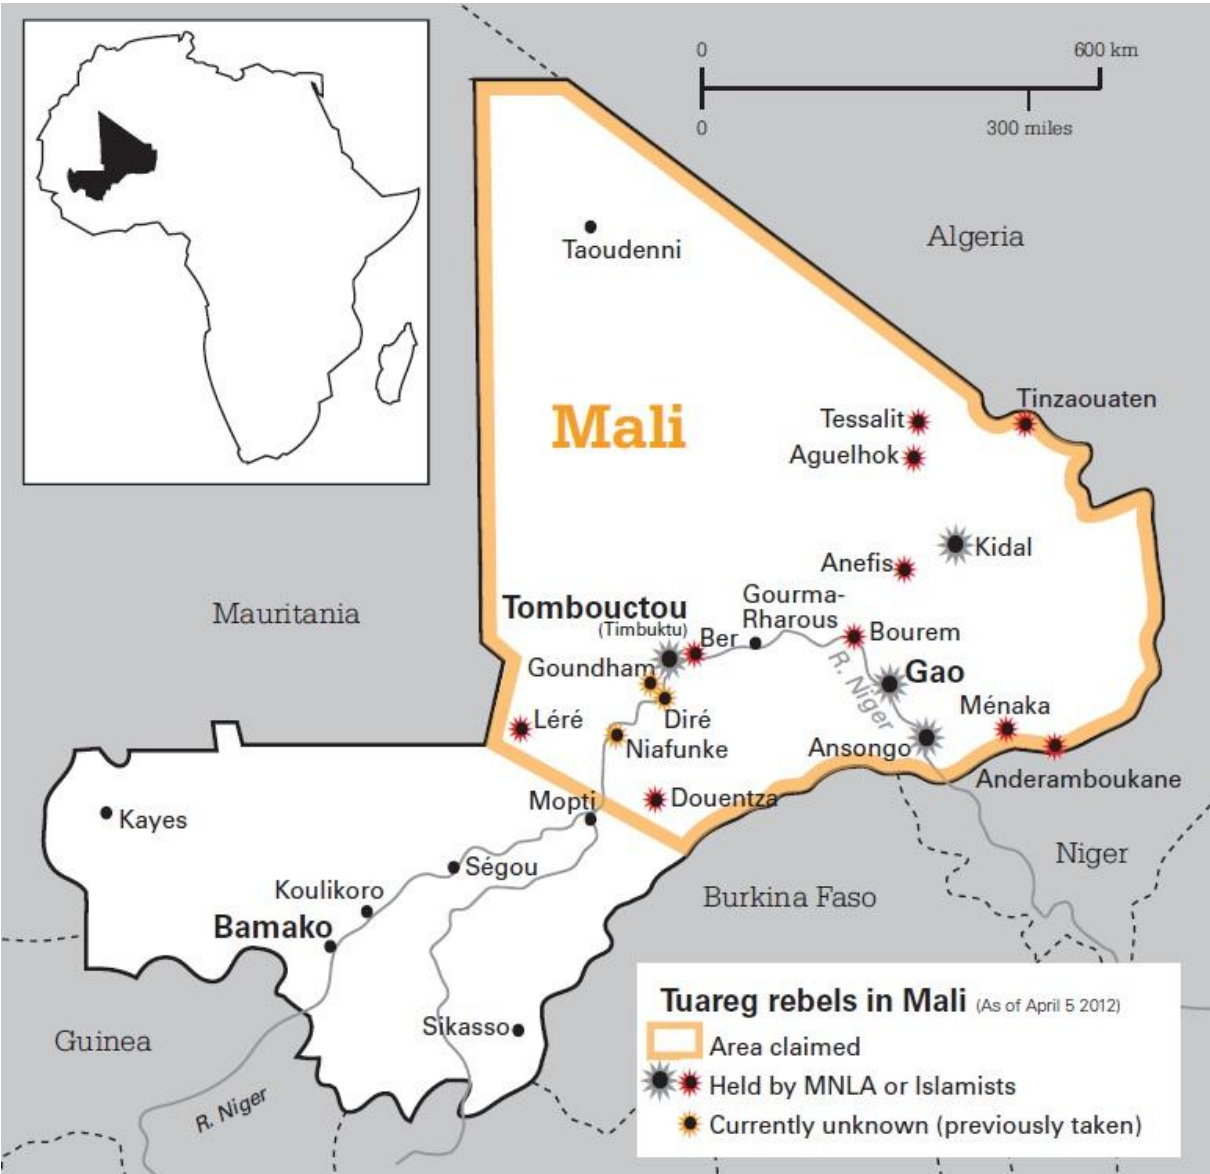 0
600 km
0
300 miles
Algeria
Taoudenni
Mali
Tinzaouaten
Tessalit
Aguelhok
Kidal
Anefis
Mauritania
Tombouctou
(Timbuktu)
Gourma-
Rharous
Ber
Bourem
Goundham
R. Niger
Gao
Léré
Diré
Ménaka
Niafunke
Ansongo
Anderamboukane
Mopti
Douentza
Kayes
Ségou
Niger
Koulikoro
Burkina Faso
Bamako
Sikasso
Guinea
R. Niger
Tuareg rebels in Mali (As of April 5 2012)
Area claimed
Held by MNLA or Islamists
Currently unknown (previously taken)